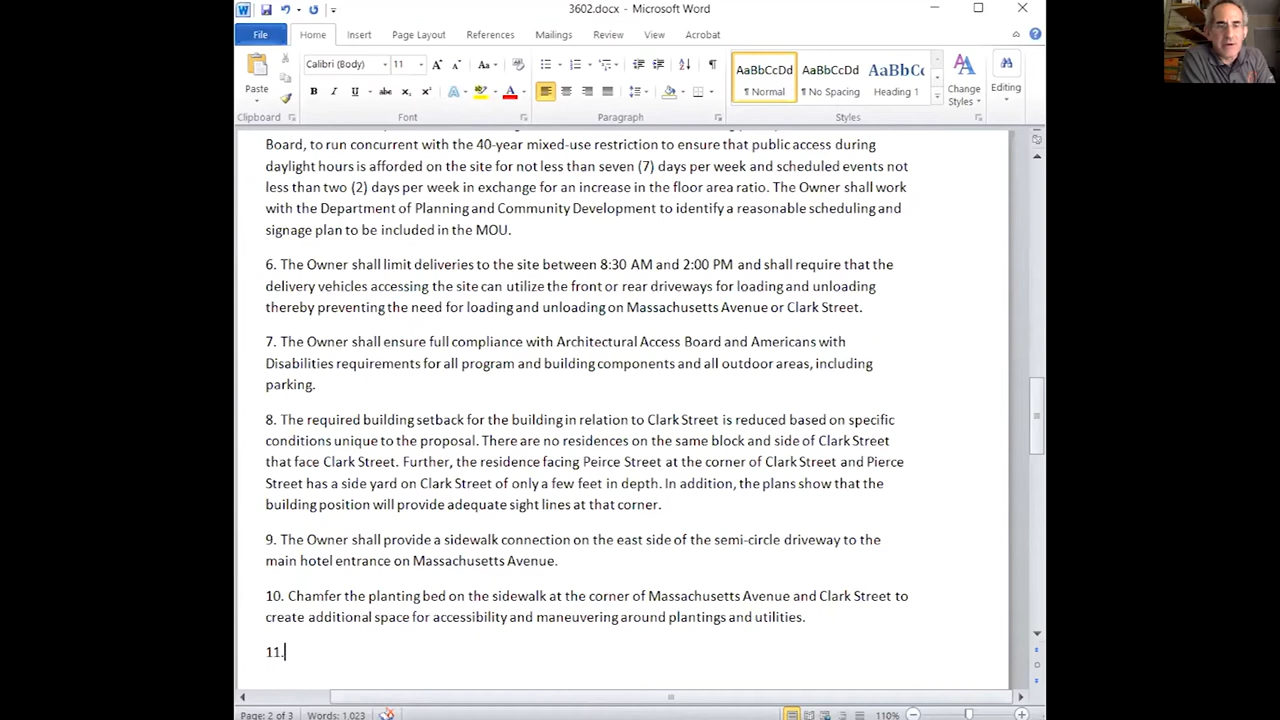 3602.docx - Microsoft Word
File Home Insert Page Layout References Mailings Review View Acrobat
Calibri (Body) 11
AaBbCcDd AaBbCcDd AaBbCc
Paste
¶ Normal ¶ No Spacing Heading 1 Change Styles Editing
Clipboard Font Paragraph Styles
Board, to run concurrent with the 40-year mixed-use restriction to ensure that public access during
daylight hours is afforded on the site for not less than seven (7) days per week and scheduled events not
less than two (2) days per week in exchange for an increase in the floor area ratio. The Owner shall work
with the Department of Planning and Community Development to identify a reasonable scheduling and
signage plan to be included in the MOU.
6. The Owner shall limit deliveries to the site between 8:30 AM and 2:00 PM and shall require that the
delivery vehicles accessing the site can utilize the front or rear driveways for loading and unloading
thereby preventing the need for loading and unloading on Massachusetts Avenue or Clark Street.
7. The Owner shall ensure full compliance with Architectural Access Board and Americans with
Disabilities requirements for all program and building components and all outdoor areas, including
parking.
8. The required building setback for the building in relation to Clark Street is reduced based on specific
conditions unique to the proposal. There are no residences on the same block and side of Clark Street
that face Clark Street. Further, the residence facing Peirce Street at the corner of Clark Street and Pierce
Street has a side yard on Clark Street of only a few feet in depth. In addition, the plans show that the
building position will provide adequate sight lines at that corner.
9. The Owner shall provide a sidewalk connection on the east side of the semi-circle driveway to the
main hotel entrance on Massachusetts Avenue.
10. Chamfer the planting bed on the sidewalk at the corner of Massachusetts Avenue and Clark Street to
create additional space for accessibility and maneuvering around plantings and utilities.
11.
Page: 2 of 3 Words: 1,023 110%